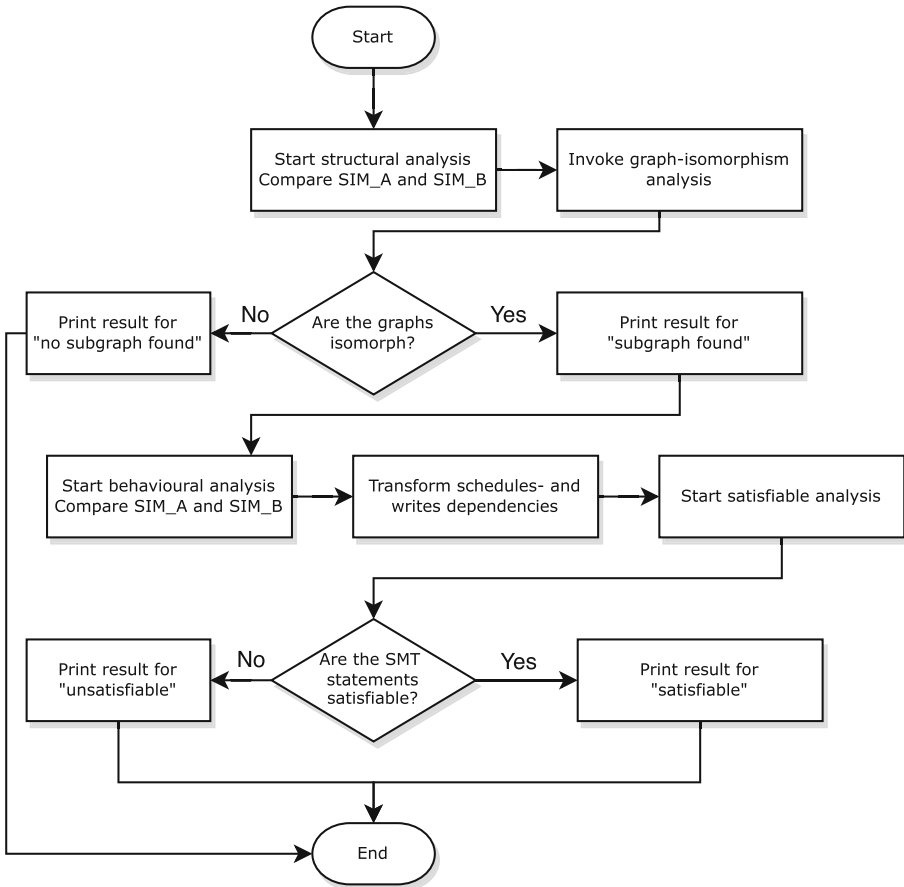 Start
Start structural analysis
Compare SIM_A and SIM_B
Invoke graph-isomorphism
analysis
Are the graphs
isomorph?
No
Yes
Print result for
"no subgraph found"
Print result for
"subgraph found"
Start behavioural analysis
Compare SIM_A and SIM_B
Transform schedules- and
writes dependencies
Start satisfiable analysis
Are the SMT
statements
satisfiable?
No
Yes
Print result for
"unsatisfiable"
Print result for
"satisfiable"
End